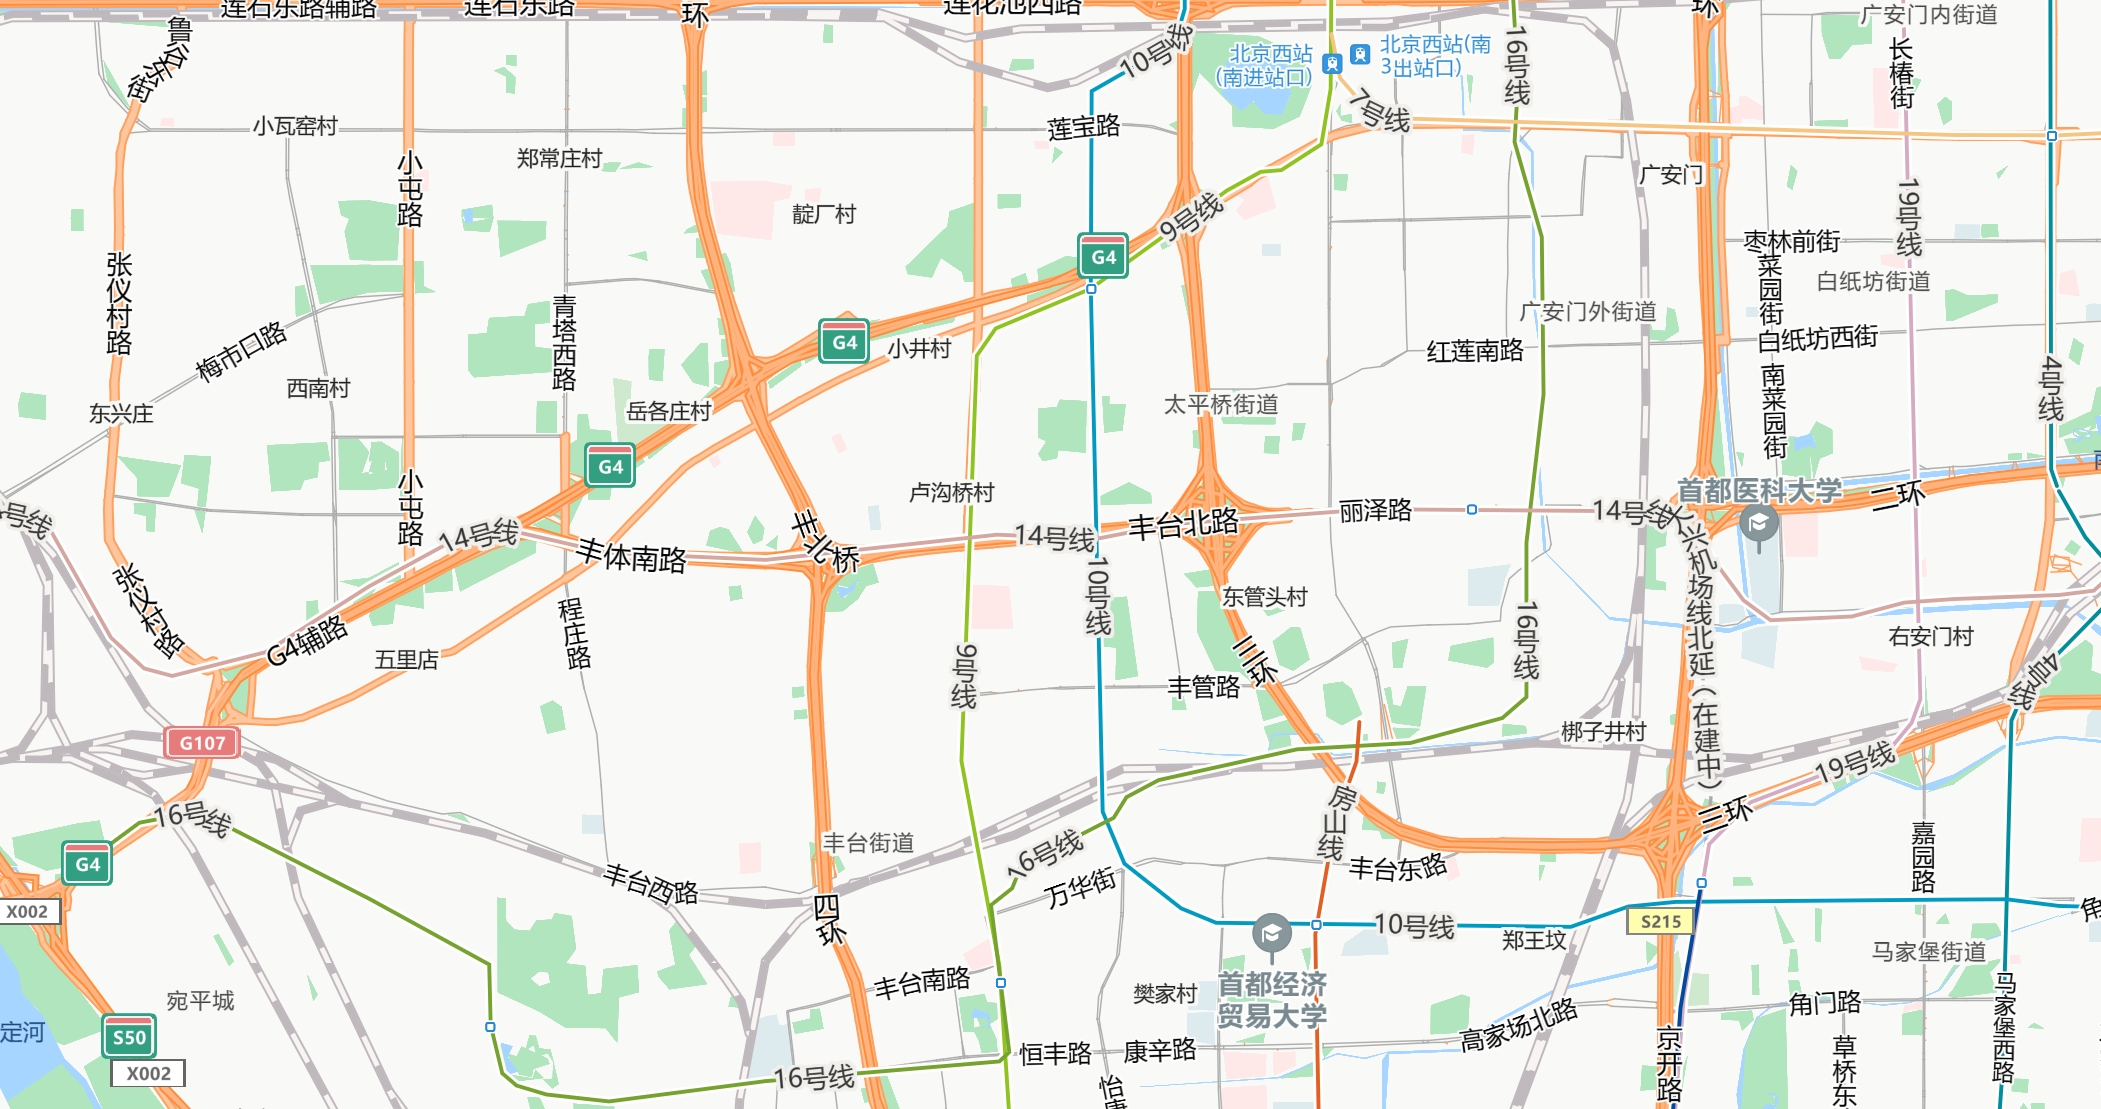 连石东路辅路
连石东路
环
莲花池西路
环
广安门内街道
鲁谷东街
10号线
北京西站
(南进站口)
北京西站(南
3出站口)
16号线
长椿街
7号线
小瓦窑村
莲宝路
郑常庄村
小屯路
靛厂村
9号线
广安门
19号线
枣林前街
菜园街
白纸坊街道
G4
张仪村路
青塔西路
广安门外街道
梅市口路
G4
小井村
红莲南路
白纸坊西街
西南村
南菜园街
4号线
东兴庄
岳各庄村
太平桥街道
G4
小屯路
卢沟桥村
首都医科大学
二环
号线
14号线
丰体南路
丰北桥
14号线
丰台北路
丽泽路
14号线
大兴机场线北延（在建中）
10号线
张仪村路
程庄路
东管头村
16号线
G4辅路
五里店
9号线
三环
丰管路
右安门村
4号线
G107
梆子井村
19号线
16号线
房山线
三环
G4
丰台街道
16号线
丰台东路
嘉园路
丰台西路
万华街
X002
四环
10号线
S215
角
郑王坟
马家堡街道
宛平城
丰台南路
樊家村
首都经济
贸易大学
马家堡西路
角门路
定河
S50
高家场北路
恒丰路
康辛路
京开路
草桥东
X002
16号线
怡